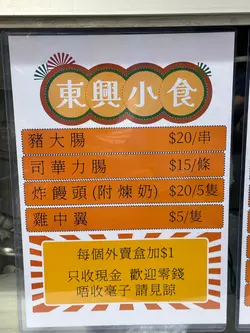 東興小食
豬大腸 $20/串
司華力腸 $15/條
炸饅頭(附煉奶) $20/5隻
雞中翼 $5/隻
每個外賣盒加$1
只收現金 歡迎零錢
唔收毫子 請見諒